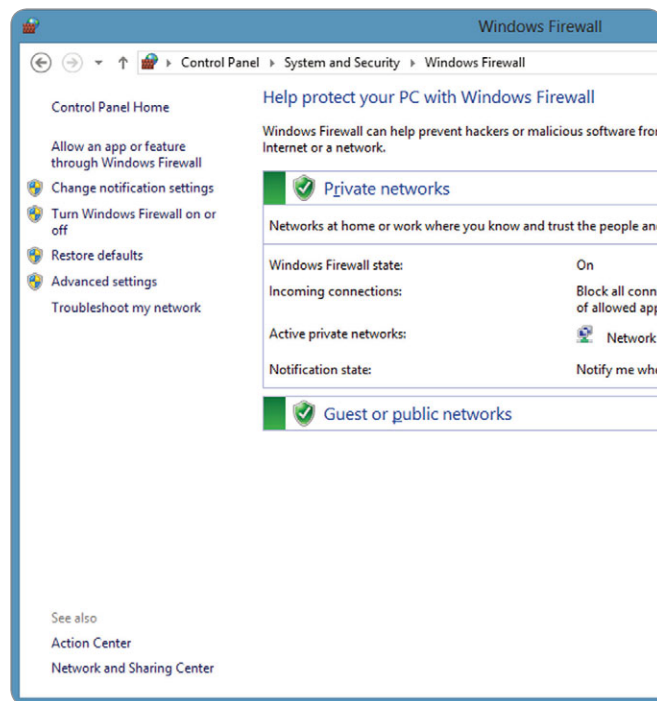 Windows Firewall
Control Panel ▸ System and Security ▸ Windows Firewall
Control Panel Home
Allow an app or feature
through Windows Firewall
Change notification settings
Turn Windows Firewall on or
off
Restore defaults
Advanced settings
Troubleshoot my network
See also
Action Center
Network and Sharing Center
Help protect your PC with Windows Firewall
Windows Firewall can help prevent hackers or malicious software from
Internet or a network.
Private networks
Networks at home or work where you know and trust the people and
Windows Firewall state: On
Incoming connections: Block all conn
of allowed app
Active private networks: Network
Notification state: Notify me whe
Guest or public networks